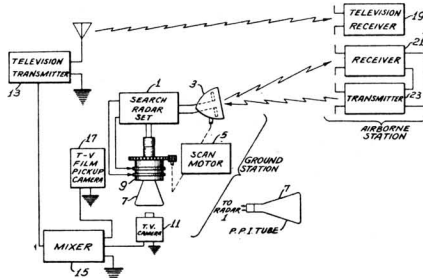 TELEVISION
RECEIVER
19
TELEVISION
TRANSMITTER
13
1
SEARCH
RADAR
SET
3
21
RECEIVER
TRANSMITTER
23
AIRBORNE
STATION
17
T-V
FILM
PICKUP
CAMERA
5
SCAN
MOTOR
GROUND
STATION
9
7
11
T.V.
CAMERA
TO
RADAR
1
7
P.P.I TUBE
MIXER
15